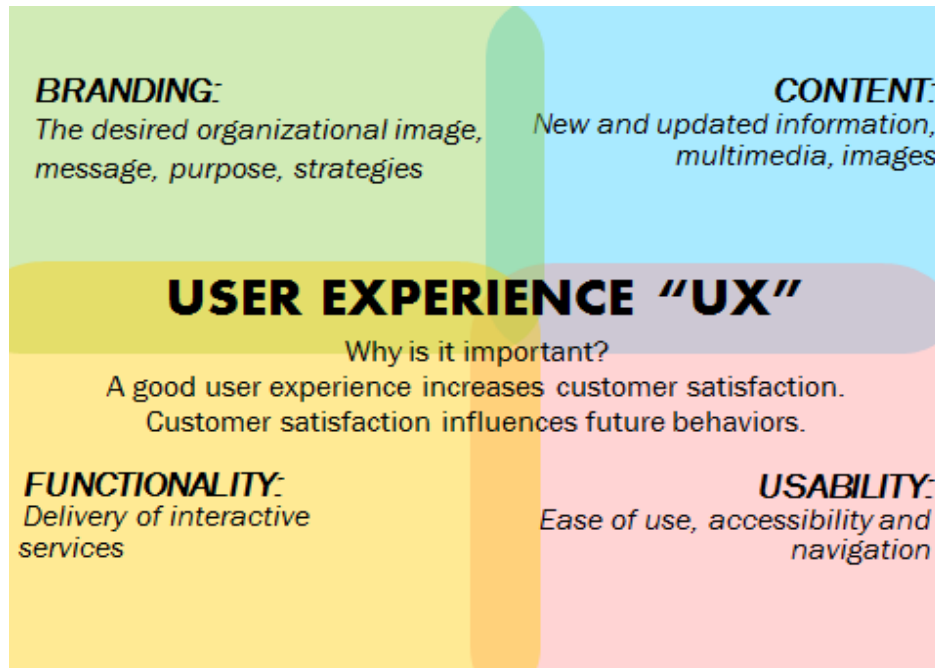 BRANDING:
The desired organizational image,
message, purpose, strategies
CONTENT:
New and updated information,
multimedia, images
USER EXPERIENCE “UX”
Why is it important?
A good user experience increases customer satisfaction.
Customer satisfaction influences future behaviors.
FUNCTIONALITY:
Delivery of interactive
services
USABILITY:
Ease of use, accessibility and
navigation